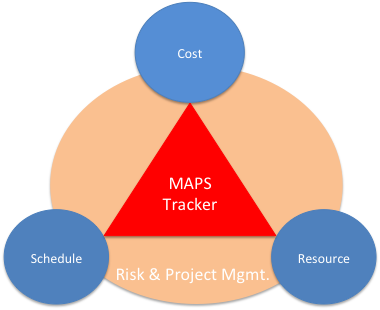 Cost
MAPS
Tracker
Schedule
Resource
Risk & Project Mgmt.